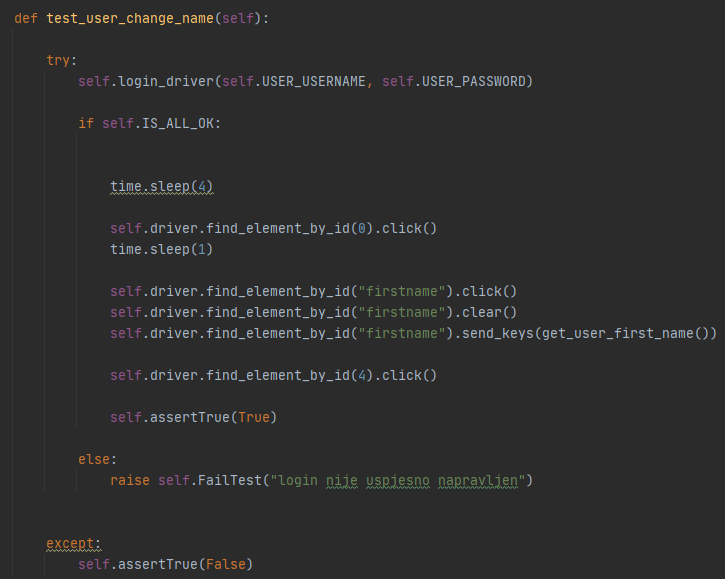 def test_user_change_name(self):
try:
self.login_driver(self.USER_USERNAME, self.USER_PASSWORD)
if self.IS_ALL_OK:
time.sleep(4)
self.driver.find_element_by_id(0).click()
time.sleep(1)
self.driver.find_element_by_id("firstname").click()
self.driver.find_element_by_id("firstname").clear()
self.driver.find_element_by_id("firstname").send_keys(get_user_first_name())
self.driver.find_element_by_id(4).click()
self.assertTrue(True)
else:
raise self.FailTest("login nije uspjesno napravljen")
except:
self.assertTrue(False)